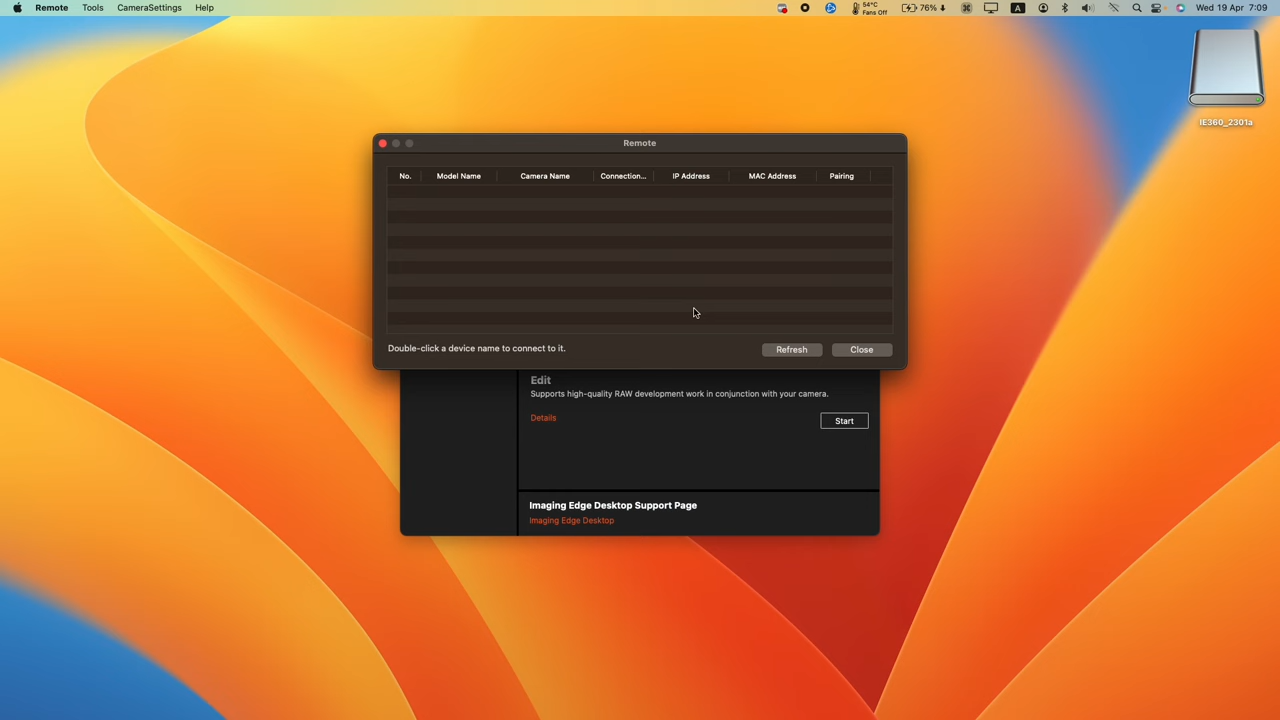 Remote Tools CameraSettings Help 54°C Fans Off 76% A Wed 19 Apr 7:09
IE360_2301a
Remote
No. Model Name Camera Name Connection... IP Address MAC Address Pairing
Double-click a device name to connect to it. Refresh Close
Edit
Supports high-quality RAW development work in conjunction with your camera.
Details
Start
Imaging Edge Desktop Support Page
Imaging Edge Desktop